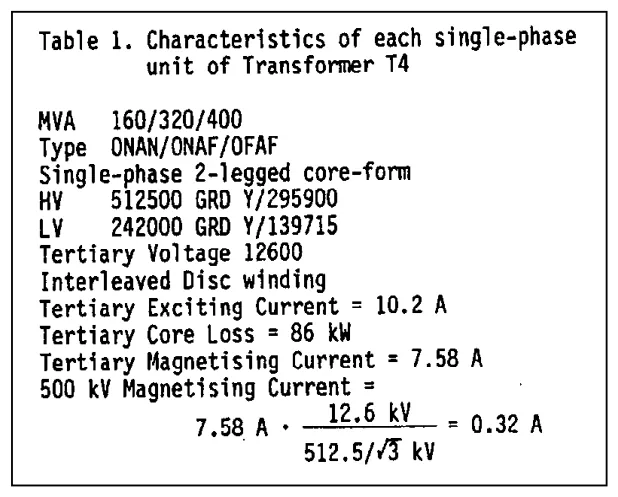 Table 1. Characteristics of each single-phase
unit of Transformer T4
MVA 160/320/400
Type ONAN/ONAF/OFAF
Single-phase 2-legged core-form
HV 512500 GRD Y/295900
LV 242000 GRD Y/139715
Tertiary Voltage 12600
Interleaved Disc winding
Tertiary Exciting Current = 10.2 A
Tertiary Core Loss = 86 kW
Tertiary Magnetising Current = 7.58 A
500 kV Magnetising Current =
7.58 A · 12.6 kV / 512.5/√3 kV = 0.32 A